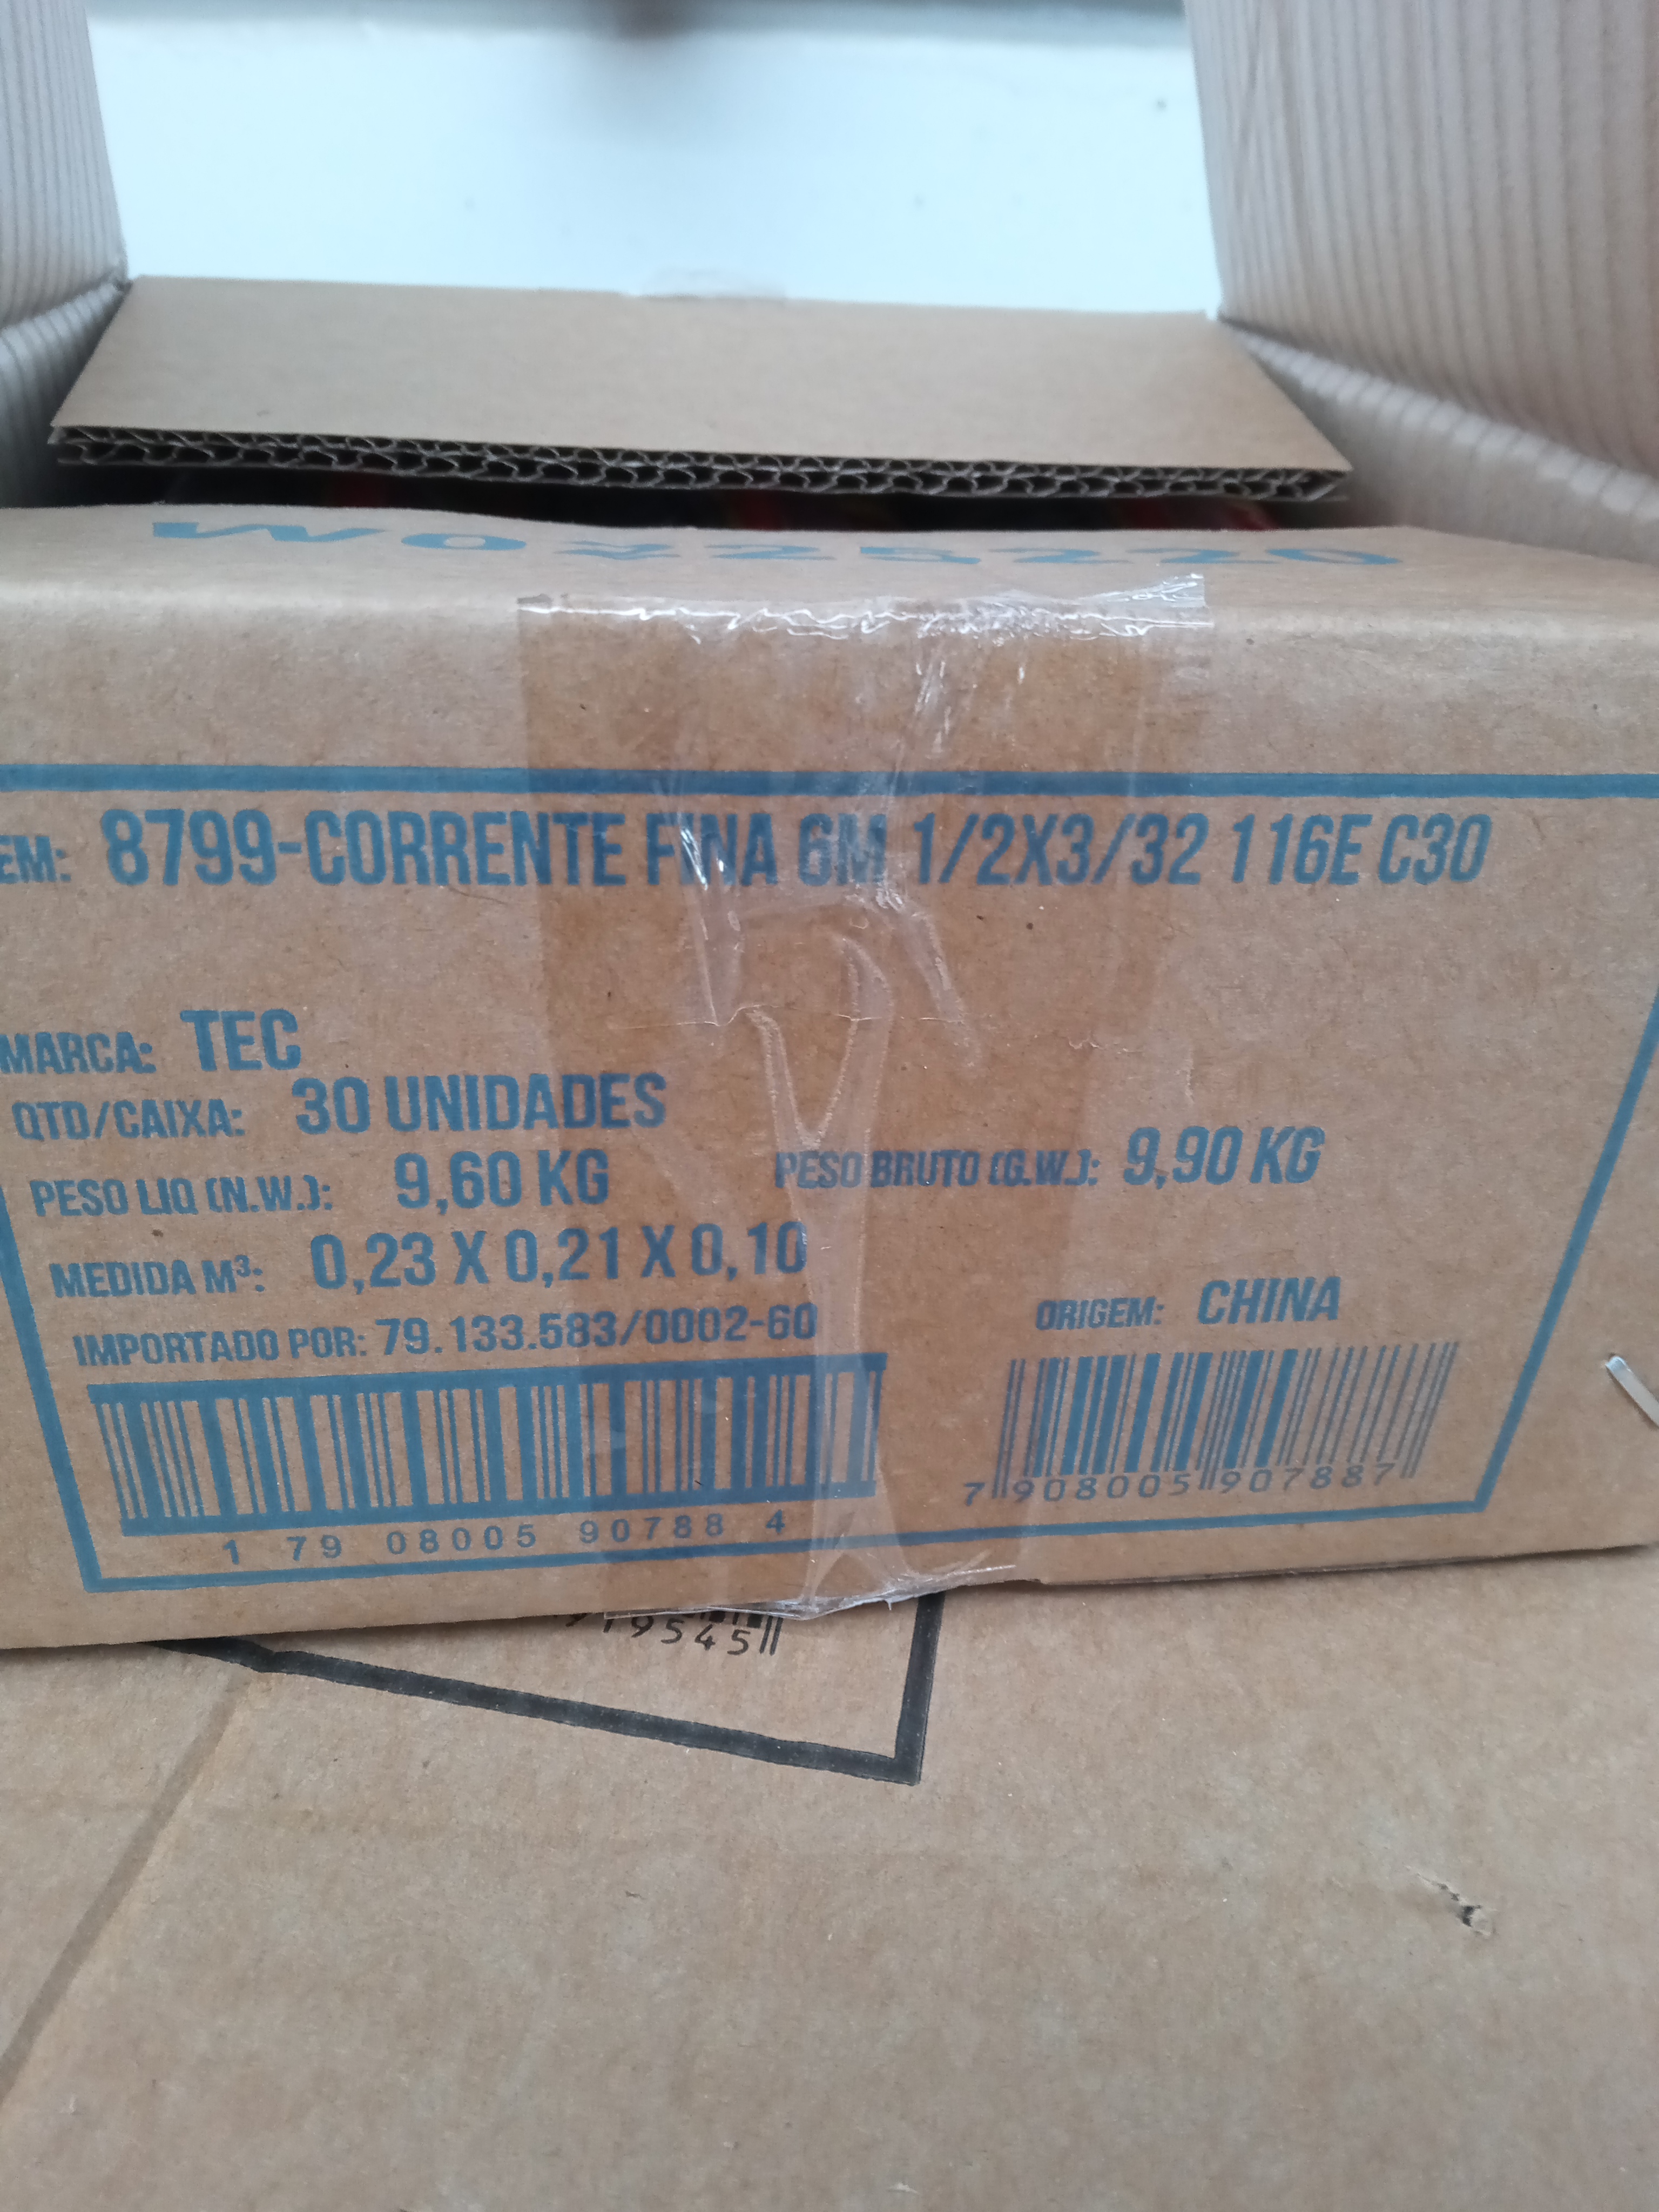 EM: 8799-CORRENTE FINA 6M 1/2X3/32 116E C30
MARCA: TEC
QTD/CAIXA: 30 UNIDADES
PESO LIQ (N.W.): 9,60 KG PESO BRUTO (G.W.): 9,90 KG
MEDIDA M³: 0,23 X 0,21 X 0,10
IMPORTADO POR: 79.133.583/0002-60 ORIGEM: CHINA
1 79 08005 90788 4
7 908005 907887
19545